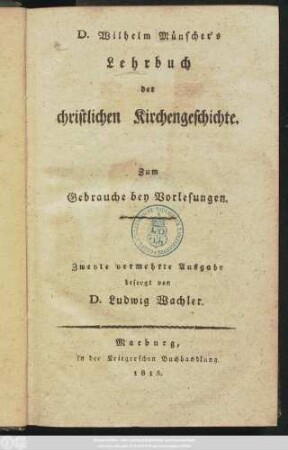 D. Wilhelm Münscher's
Lehrbuch
der
christlichen Kirchengeschichte.
Zum
Gebrauche bey Vorlesungen.
Zweyte vermehrte Ausgabe
besorgt von
D. Ludwig Wachler.
Marburg,
in der Kriegerschen Buchhandlung
1815.